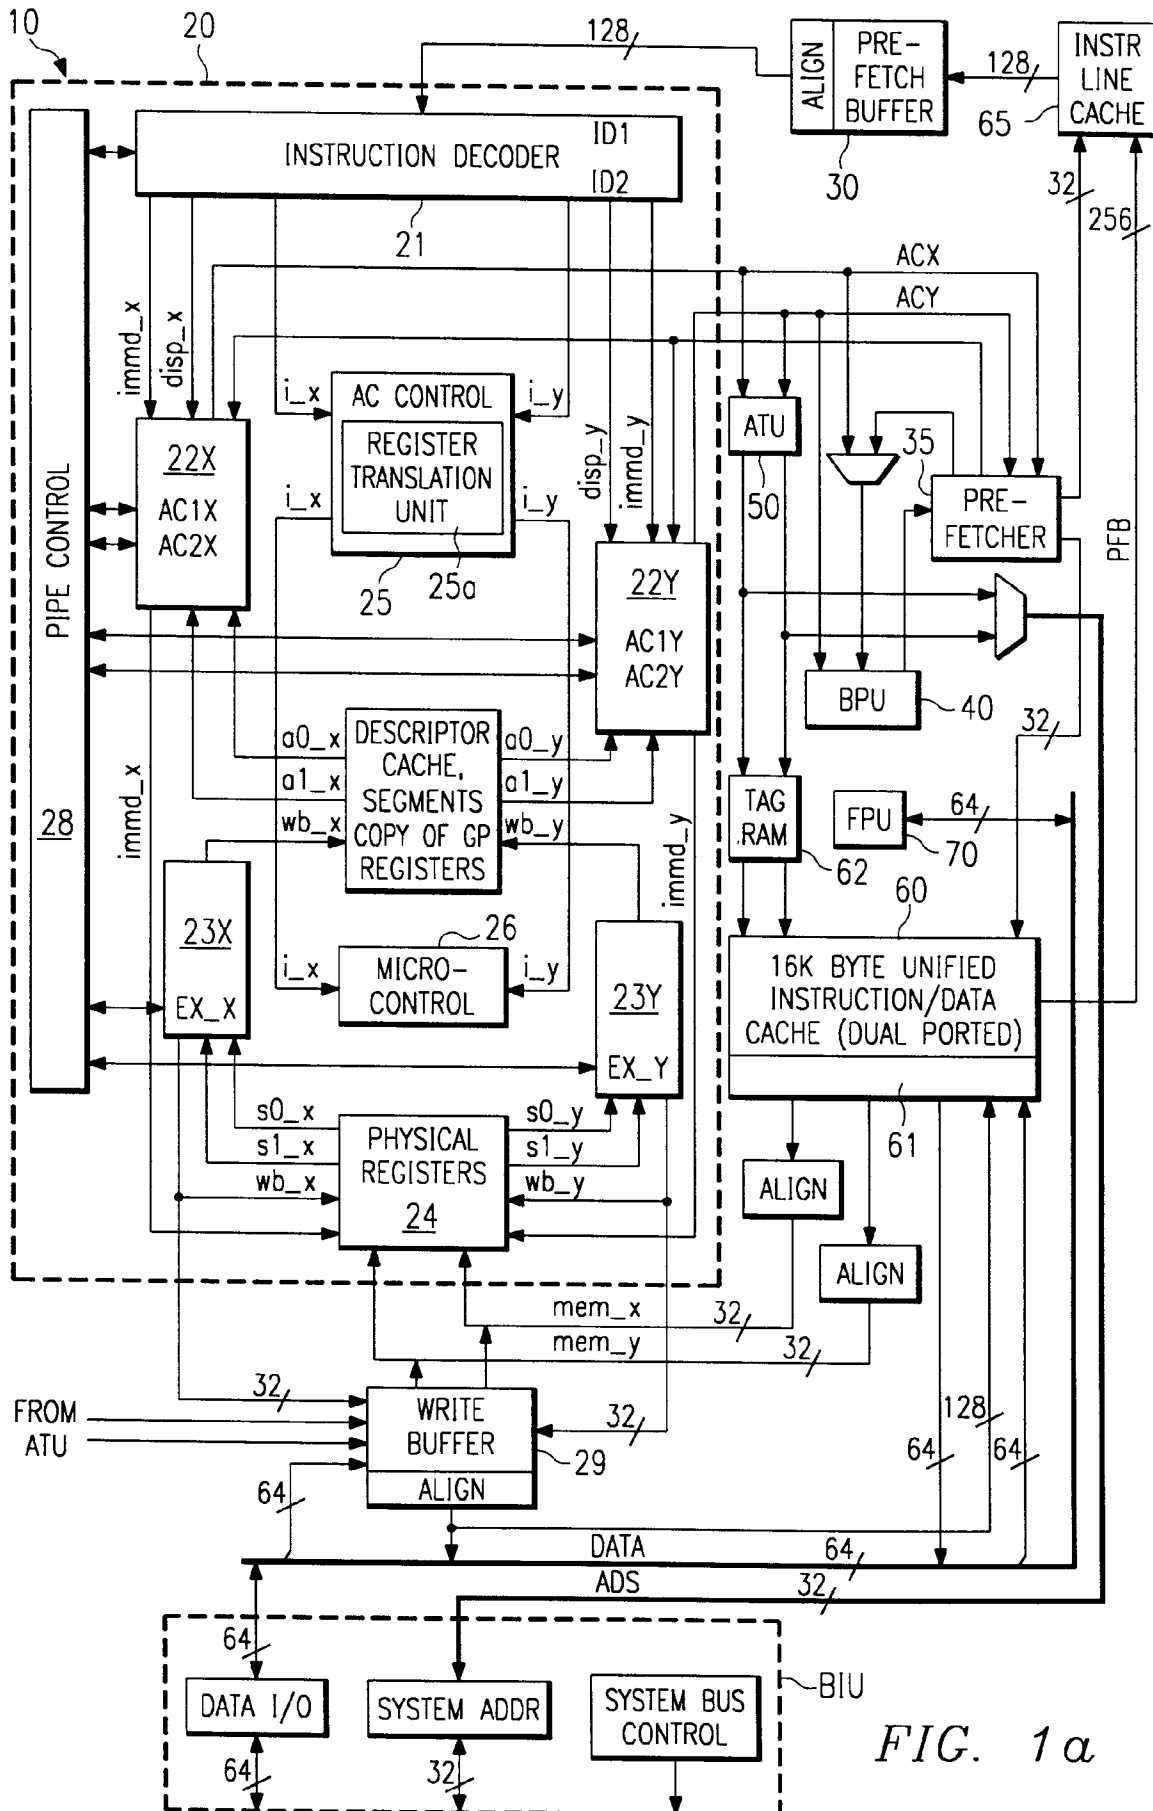 10
20
128
ALIGN
PRE-
FETCH
BUFFER
30
128
INSTR
LINE
CACHE
65
32
256
INSTRUCTION DECODER
ID1
ID2
21
ACX
ACY
immd_x
disp_x
i_x
AC CONTROL
REGISTER
TRANSLATION
UNIT
i_y
i_x
i_y
25
25a
disp_y
immd_y
22X
AC1X
AC2X
ATU
50
35
PRE-
FETCHER
PFB
PIPE CONTROL
28
22Y
AC1Y
AC2Y
BPU
40
32
immd_x
a0_x
a1_x
wb_x
DESCRIPTOR
CACHE,
SEGMENTS
COPY OF GP
REGISTERS
a0_y
a1_y
wb_y
immd_y
TAG
RAM
62
FPU
70
64
23X
EX_X
i_x
26
MICRO-
CONTROL
i_y
23Y
EX_Y
60
16K BYTE UNIFIED
INSTRUCTION/DATA
CACHE (DUAL PORTED)
61
s0_x
s1_x
wb_x
PHYSICAL
REGISTERS
24
s0_y
s1_y
wb_y
ALIGN
ALIGN
mem_x
32
mem_y
32
FROM
ATU
32
WRITE
BUFFER
ALIGN
32
29
64
128
64
64
DATA
64
ADS
32
64
DATA I/O
SYSTEM ADDR
SYSTEM BUS
CONTROL
BIU
64
32
FIG. 1a